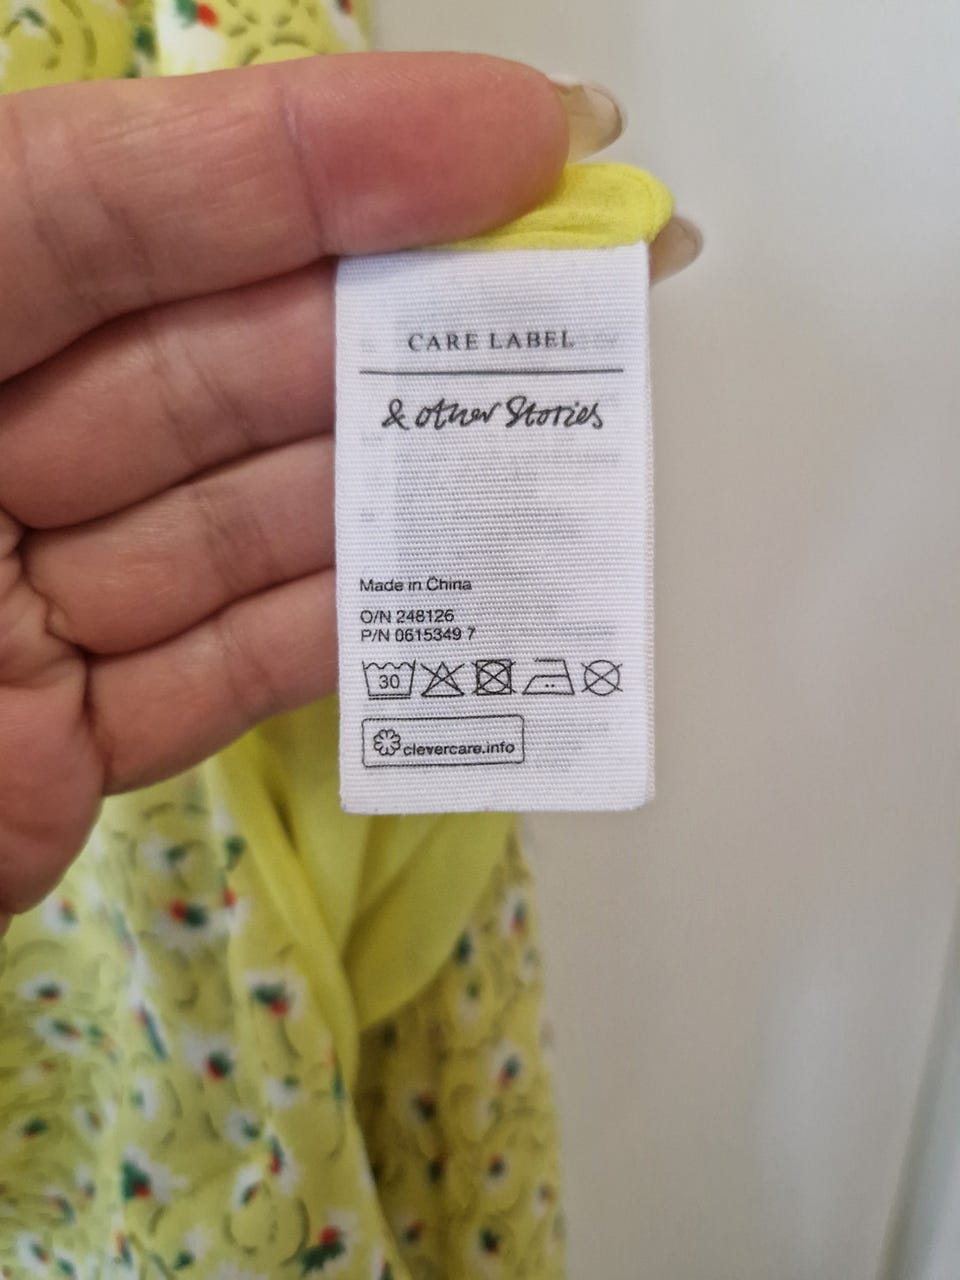 CARE LABEL
& other Stories
Made in China
O/N 248126
P/N 0615349 7
30
clevercare.info